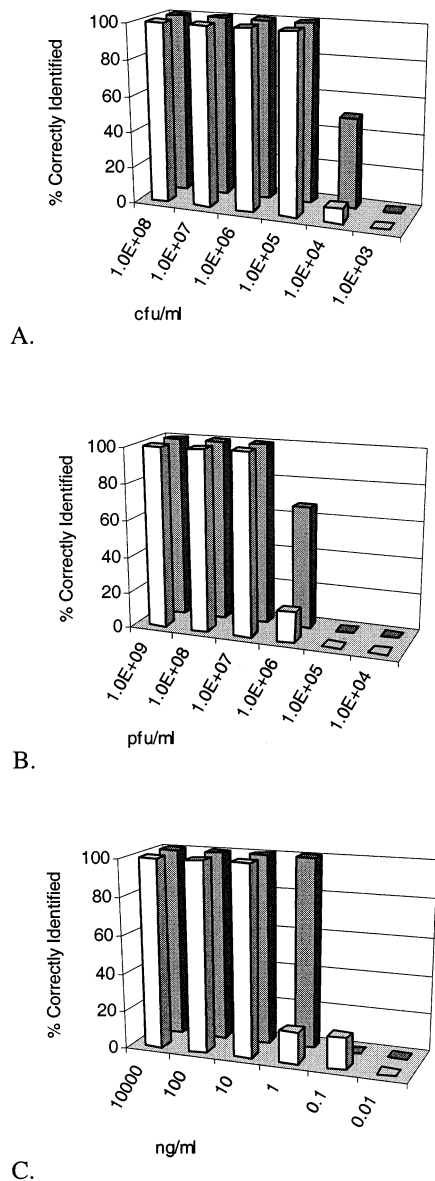 % Correctly Identified
100
80
60
40
20
0
1.0E+08
1.0E+07
1.0E+06
1.0E+05
1.0E+04
1.0E+03
cfu/ml
A.
% Correctly Identified
100
80
60
40
20
0
1.0E+09
1.0E+08
1.0E+07
1.0E+06
1.0E+05
1.0E+04
pfu/ml
B.
% Correctly Identified
100
80
60
40
20
0
10000
100
10
1
0.1
0.01
ng/ml
C.